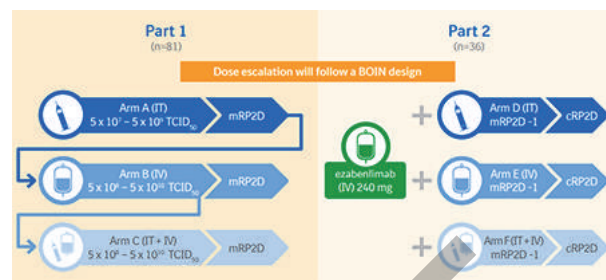 Part 1
(n=81)
Part 2
(n=36)
Dose escalation will follow a BOIN design
Arm A (IT)
5 x 10⁷ – 5 x 10⁹ TCID₅₀
mRP2D
Arm B (IV)
5 x 10⁸ – 5 x 10¹⁰ TCID₅₀
mRP2D
Arm C (IT + IV)
5 x 10⁸ – 5 x 10¹⁰ TCID₅₀
mRP2D
ezabenlimab
(IV) 240 mg
+ Arm D (IT)
mRP2D -1
cRP2D
+ Arm E (IV)
mRP2D -1
cRP2D
+ Arm F (IT + IV)
mRP2D -1
cRP2D